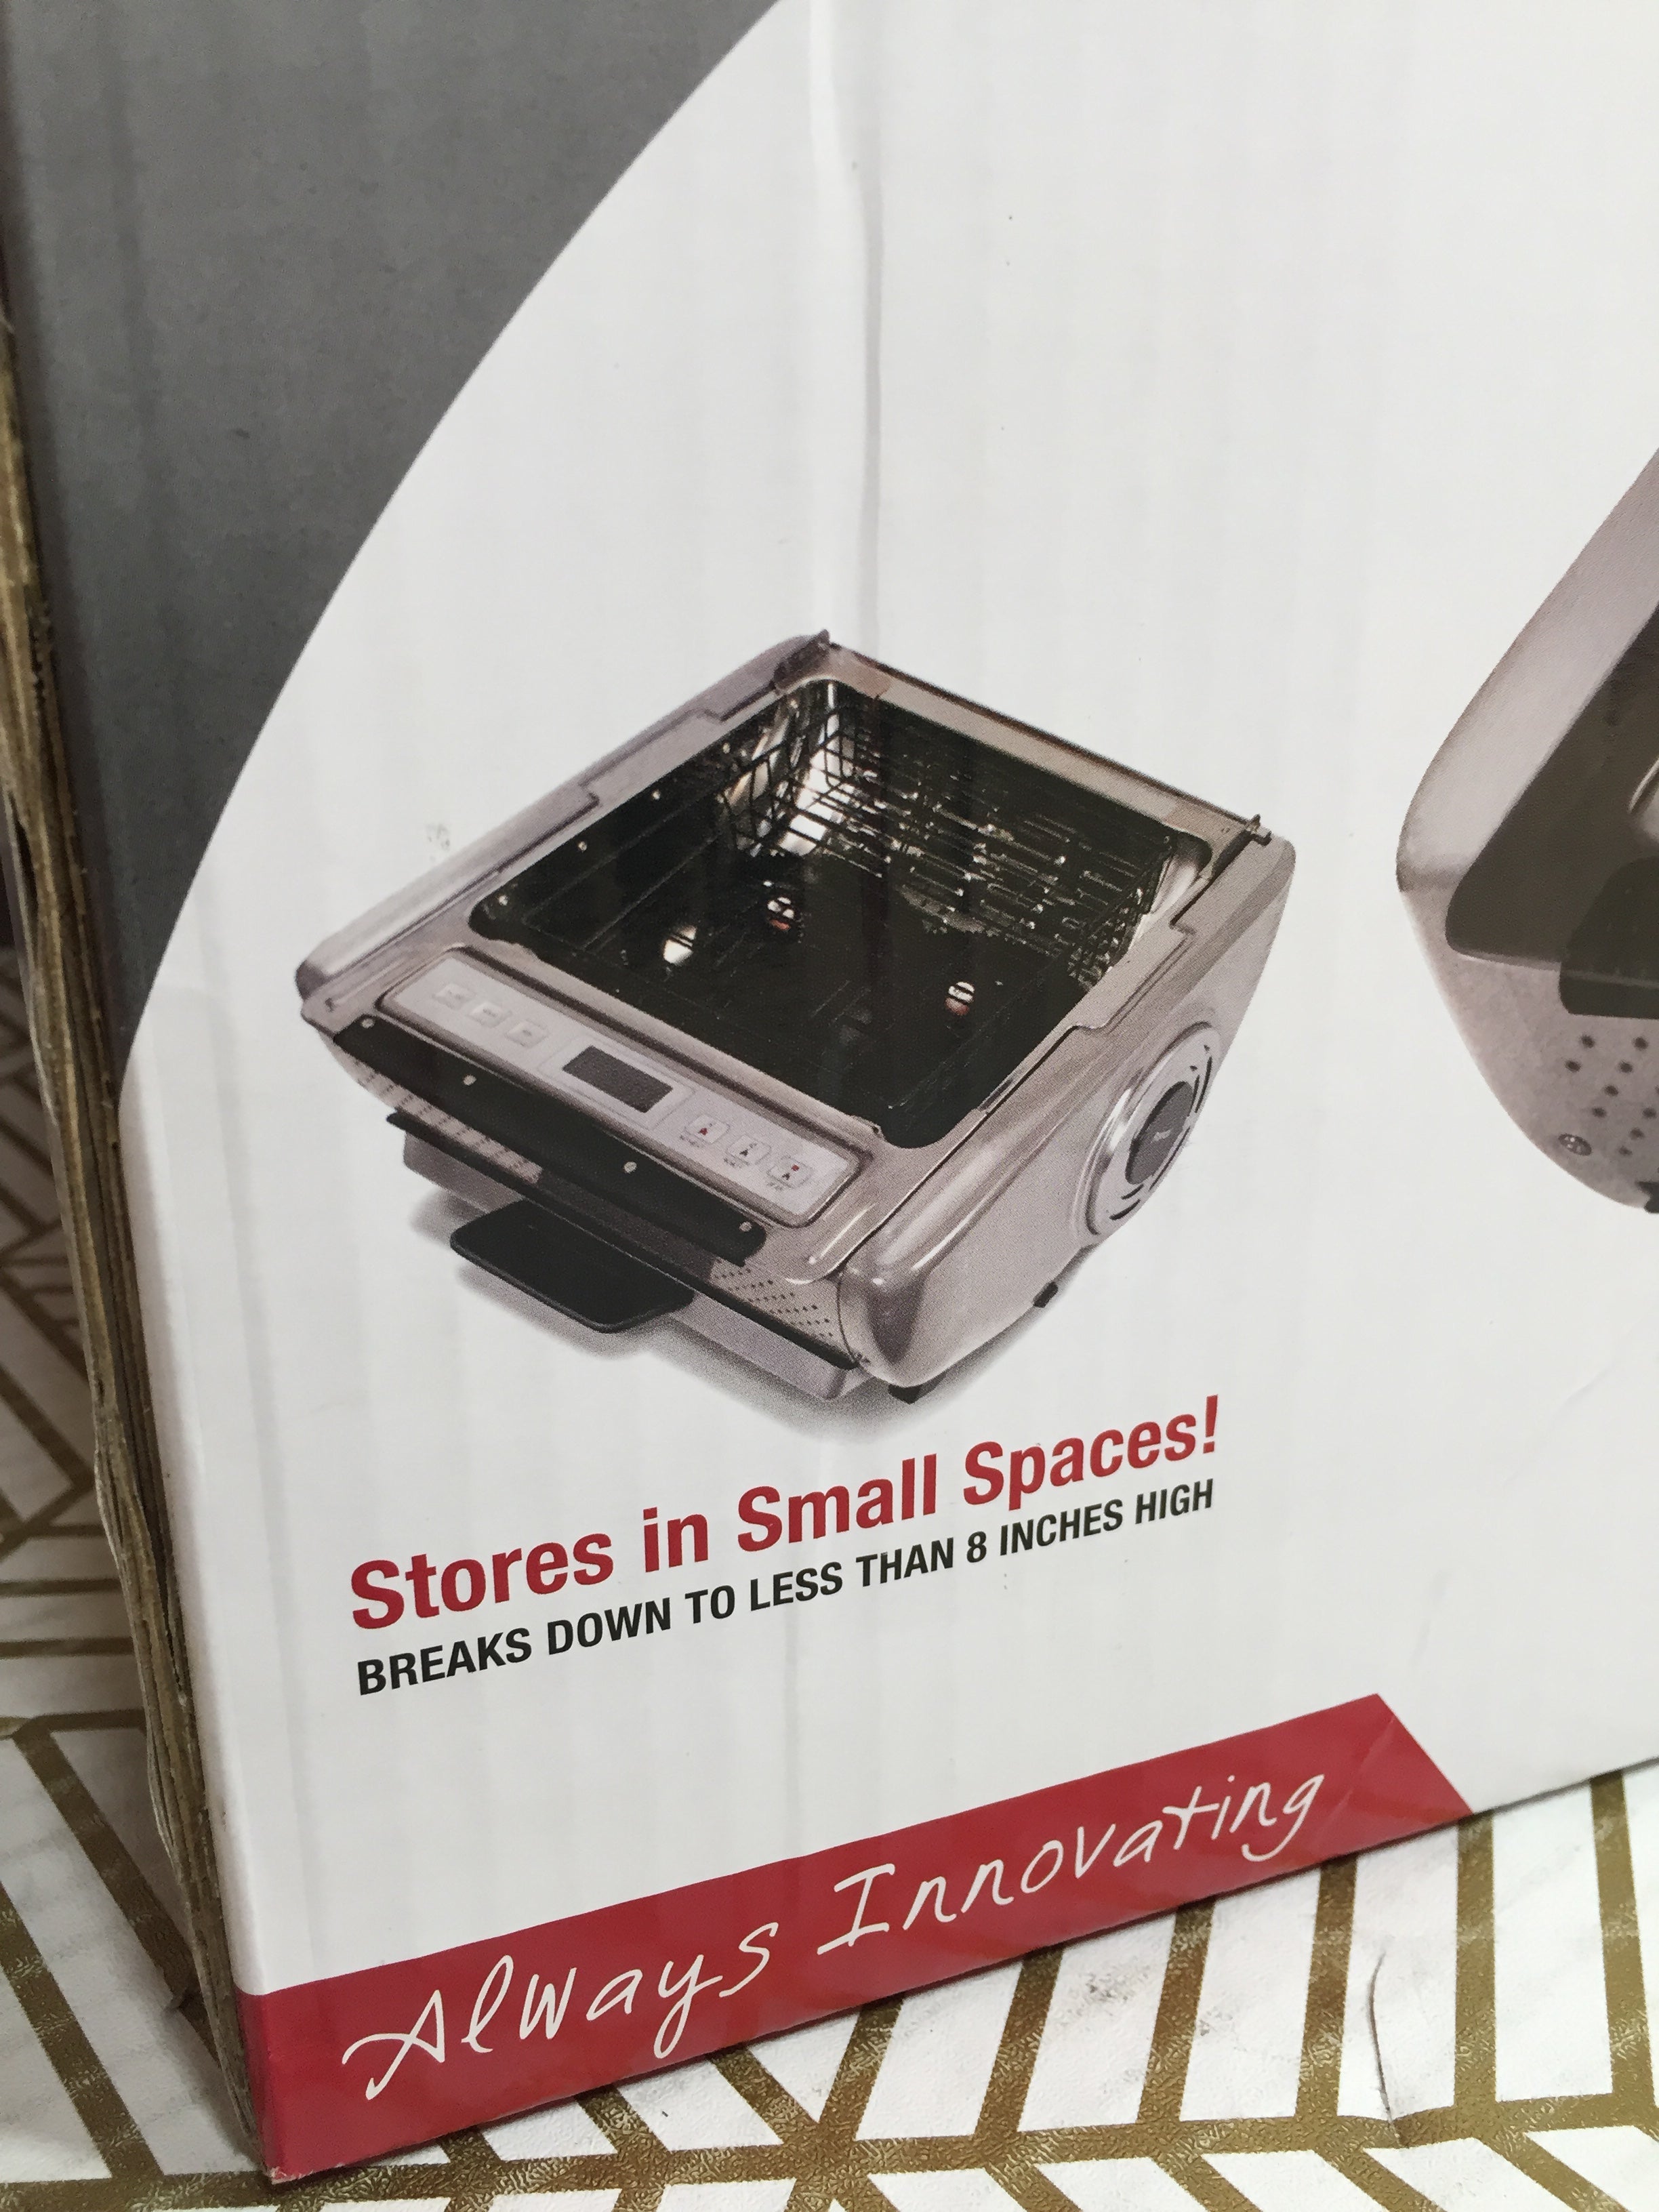 Stores in Small Spaces!
BREAKS DOWN TO LESS THAN 8 INCHES HIGH
Always Innovating